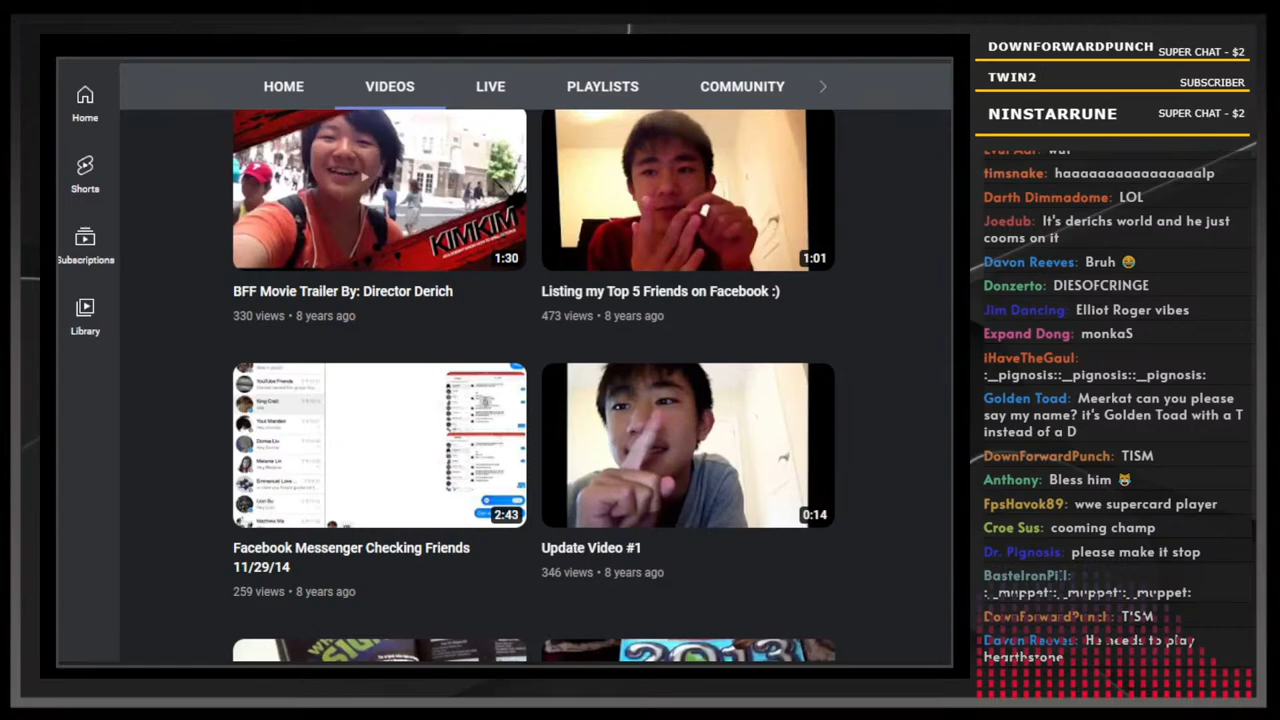 HOME VIDEOS LIVE PLAYLISTS COMMUNITY
Home
Shorts
Subscriptions
Library
KIMKIM
1:30
1:01
BFF Movie Trailer By: Director Derich
330 views • 8 years ago
Listing my Top 5 Friends on Facebook :)
473 views • 8 years ago
YouTube Friends
2:43
0:14
Facebook Messenger Checking Friends
11/29/14
259 views • 8 years ago
Update Video #1
346 views • 8 years ago
2013
DOWNFORWARDPUNCH SUPER CHAT - $2
TWIN2 SUBSCRIBER
NINSTARRUNE SUPER CHAT - $2
timsnake: haaaaaaaaaaaaaaaalp
Darth Dimmadome: LOL
Joedub: It's derichs world and he just
cooms on it
Davon Reeves: Bruh 😂
Donzerto: DIESOFCRINGE
Jim Dancing: Elliot Roger vibes
Expand Dong: monkaS
iHaveTheGaul:
:_pignosis::_pignosis::_pignosis:
Golden Toad: Meerkat can you please
say my name? it's Golden Toad with a T
instead of a D
DownForwardPunch: TISM
Anthony: Bless him 😹
FpsHavok89: wwe supercard player
Croe Sus: cooming champ
Dr. Pignosis: please make it stop
BasteIronPill:
:_muppet::_muppet::_muppet:
DownForwardPunch: TISM
Davon Reeves: He needs to play
hearthstone